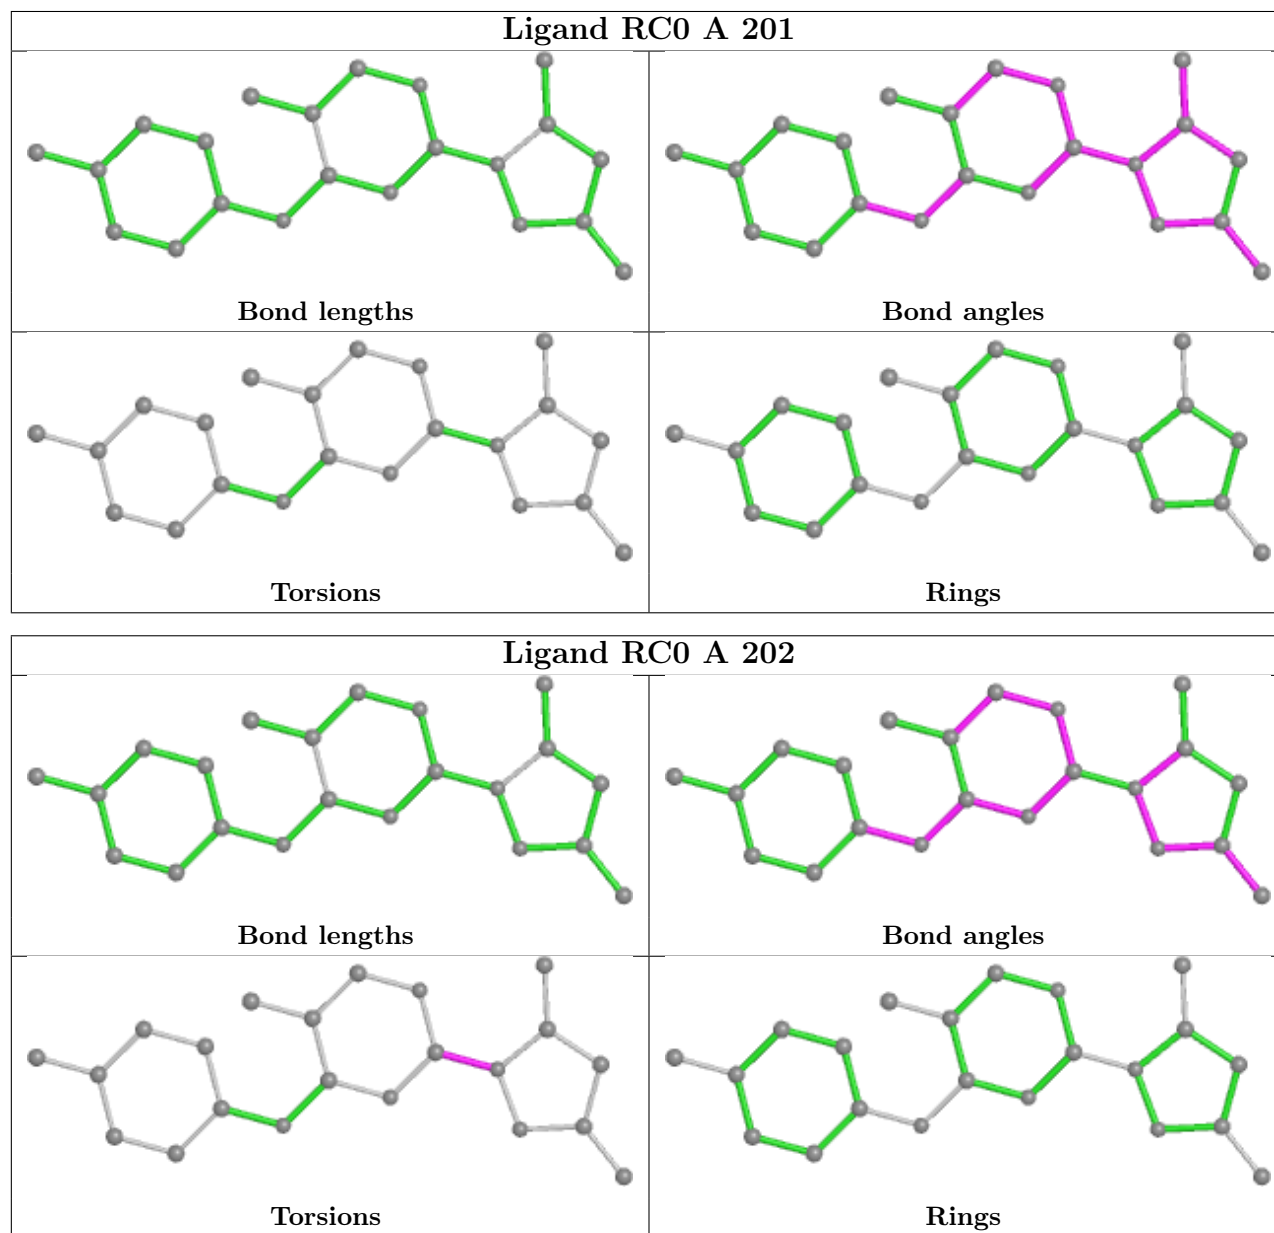 Ligand RC0 A 201
Bond lengths
Bond angles
Torsions
Rings
Ligand RC0 A 202
Bond lengths
Bond angles
Torsions
Rings